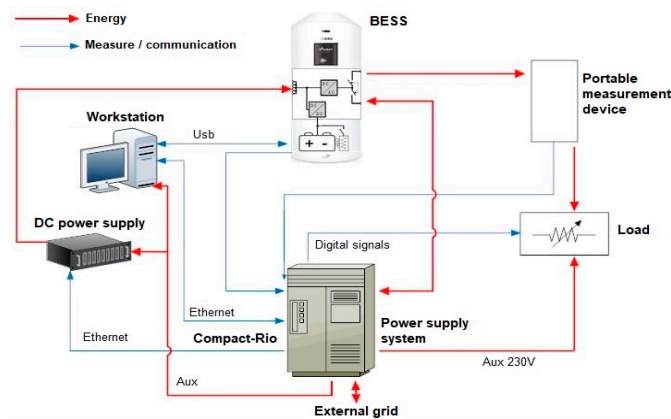 Energy
BESS
Measure / communication
Portable
measurement
device
Workstation
Usb
DC power supply
Load
Digital signals
Ethernet
Ethernet
Compact-Rio
Power supply
system
Aux 230V
Aux
External grid